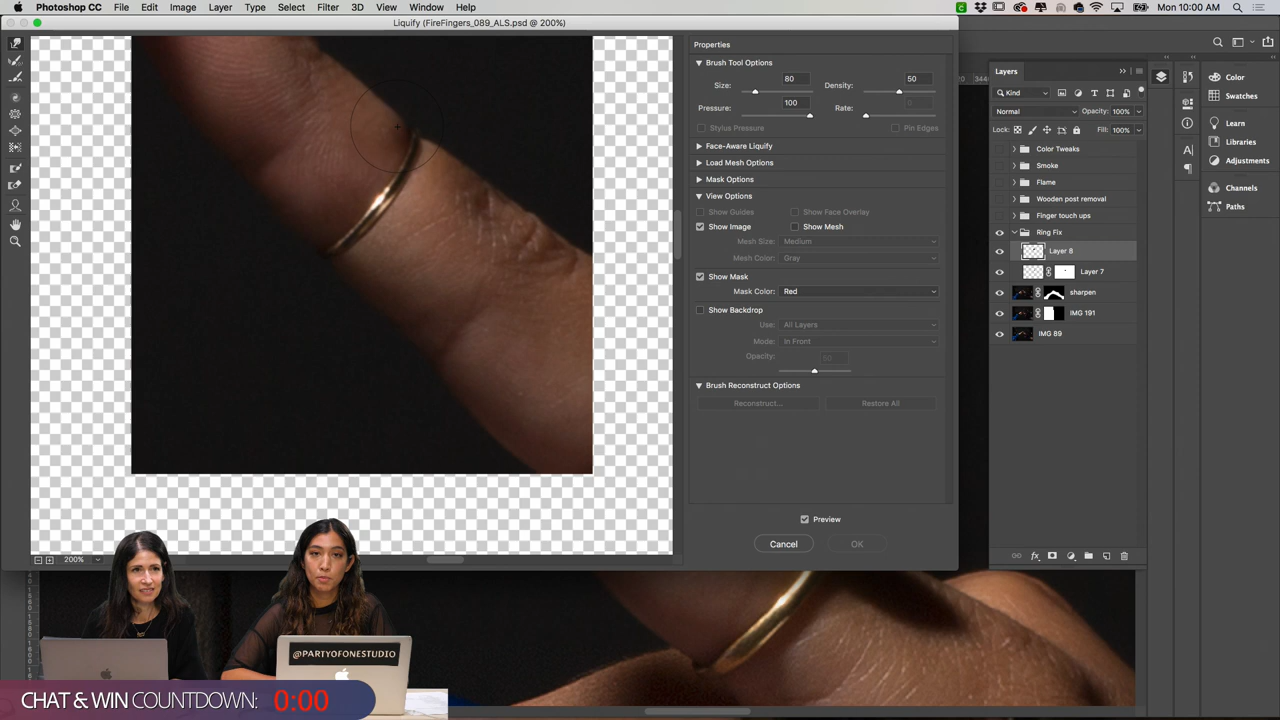 Photoshop CC File Edit Image Layer Type Select Filter 3D View Window Help Mon 10:00 AM
Liquify (FireFingers_089_ALS.psd @ 200%)
Properties
Brush Tool Options
Size: 80 Density: 50
Pressure: 100 Rate: 0
Stylus Pressure Pin Edges
Face-Aware Liquify
Load Mesh Options
Mask Options
View Options
Show Guides Show Face Overlay
Show Image Show Mesh
Mesh Size: Medium
Mesh Color: Gray
Show Mask
Mask Color: Red
Show Backdrop
Use: All Layers
Mode: In Front
Opacity:
Brush Reconstruct Options
Reconstruct... Restore All
Preview
Cancel OK
200%
Layers
Kind
Normal Opacity: 100%
Lock: Fill: 100%
Color Tweaks
Smoke
Flame
Wooden post removal
Finger touch ups
Ring Fix
Layer 8
Layer 7
sharpen
IMG 191
IMG 89
Color
Swatches
Learn
Libraries
Adjustments
Channels
Paths
@PARTYOFONESTUDIO
CHAT & WIN COUNTDOWN: 0:00